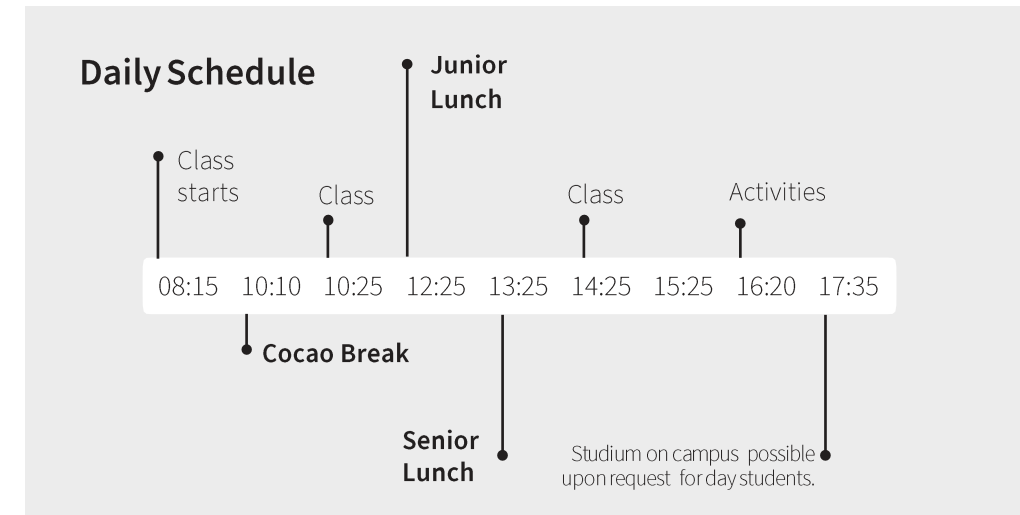 Daily Schedule
Junior
Lunch
Class
starts
Class
Class
Activities
08:15 10:10 10:25 12:25 13:25 14:25 15:25 16:20 17:35
Cocao Break
Senior
Lunch
Studium on campus possible
upon request for day students.